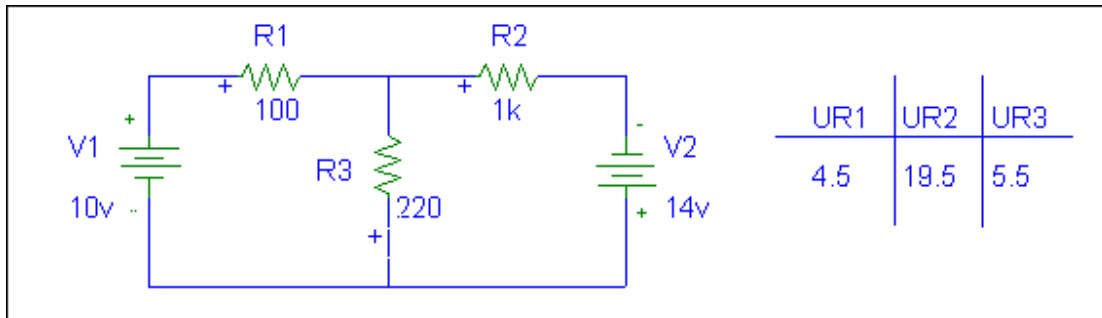 R1
R2
+
+
100
1k
+
V1
10v
-
R3
220
+
-
V2
+
14v
UR1 UR2 UR3
4.5 19.5 5.5